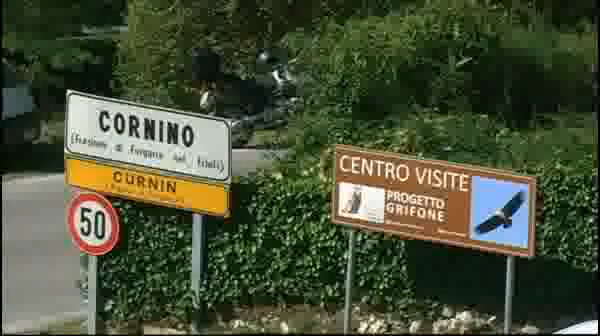 CORNINO
(Frazione di Forgaria nel Friuli)
CURNIN
50
CENTRO VISITE
PROGETTO
GRIFONE